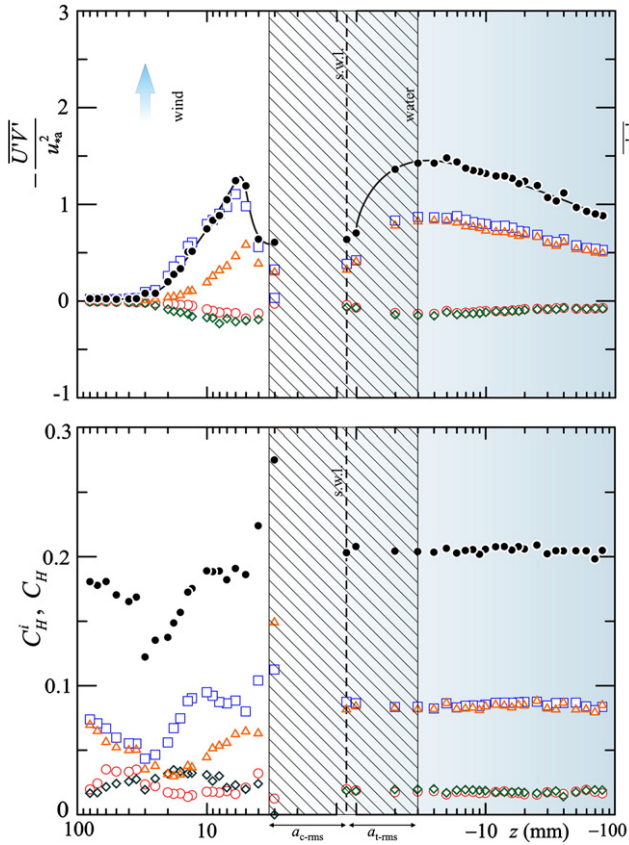 3
2
1
0
-1
− U'V' / u²*a
wind
s.w.l.
water
0.3
0.2
0.1
0
C_H^i, C_H
s.w.l.
100
10
a_c-rms
a_t-rms
−10
z (mm)
−100